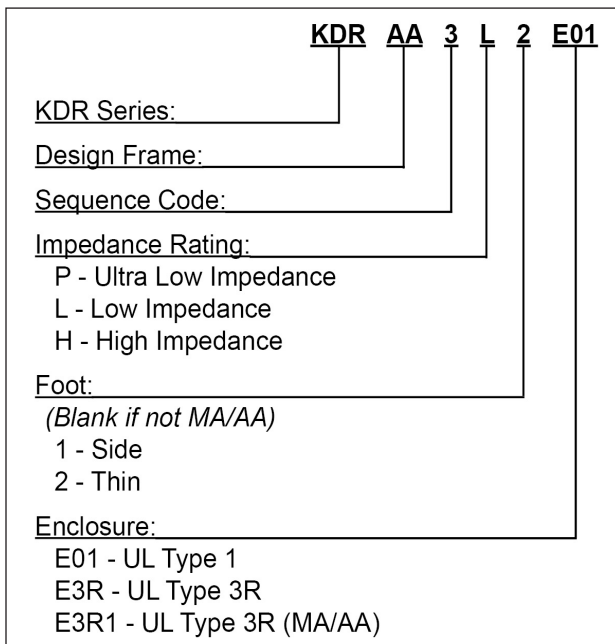 KDR AA 3 L 2 E01
KDR Series:
Design Frame:
Sequence Code:
Impedance Rating:
P - Ultra Low Impedance
L - Low Impedance
H - High Impedance
Foot:
(Blank if not MA/AA)
1 - Side
2 - Thin
Enclosure:
E01 - UL Type 1
E3R - UL Type 3R
E3R1 - UL Type 3R (MA/AA)